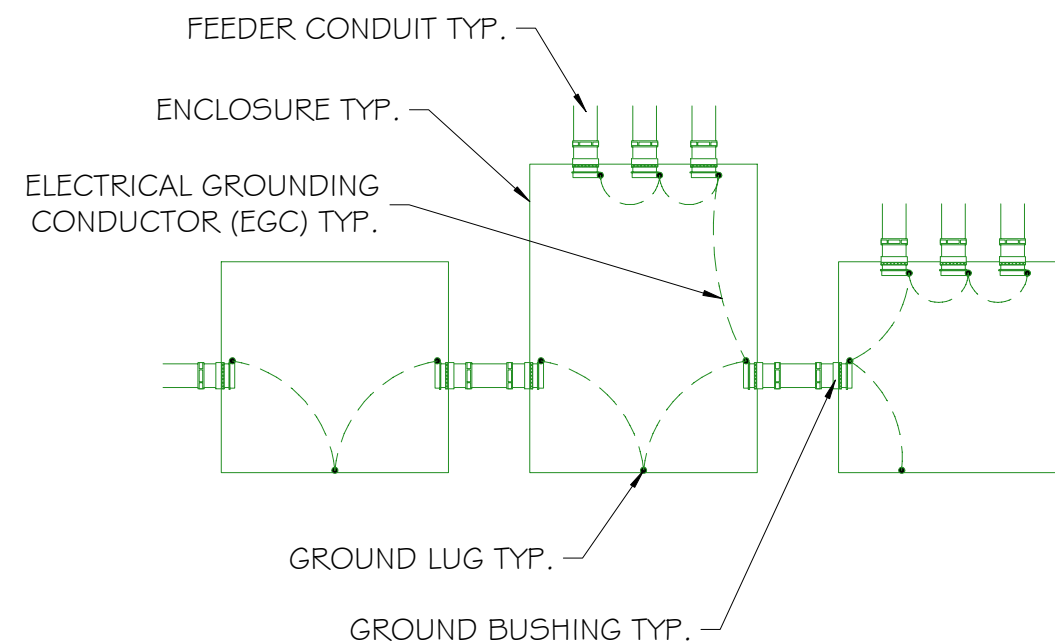 FEEDER CONDUIT TYP.
ENCLOSURE TYP.
ELECTRICAL GROUNDING
CONDUCTOR (EGC) TYP.
GROUND LUG TYP.
GROUND BUSHING TYP.